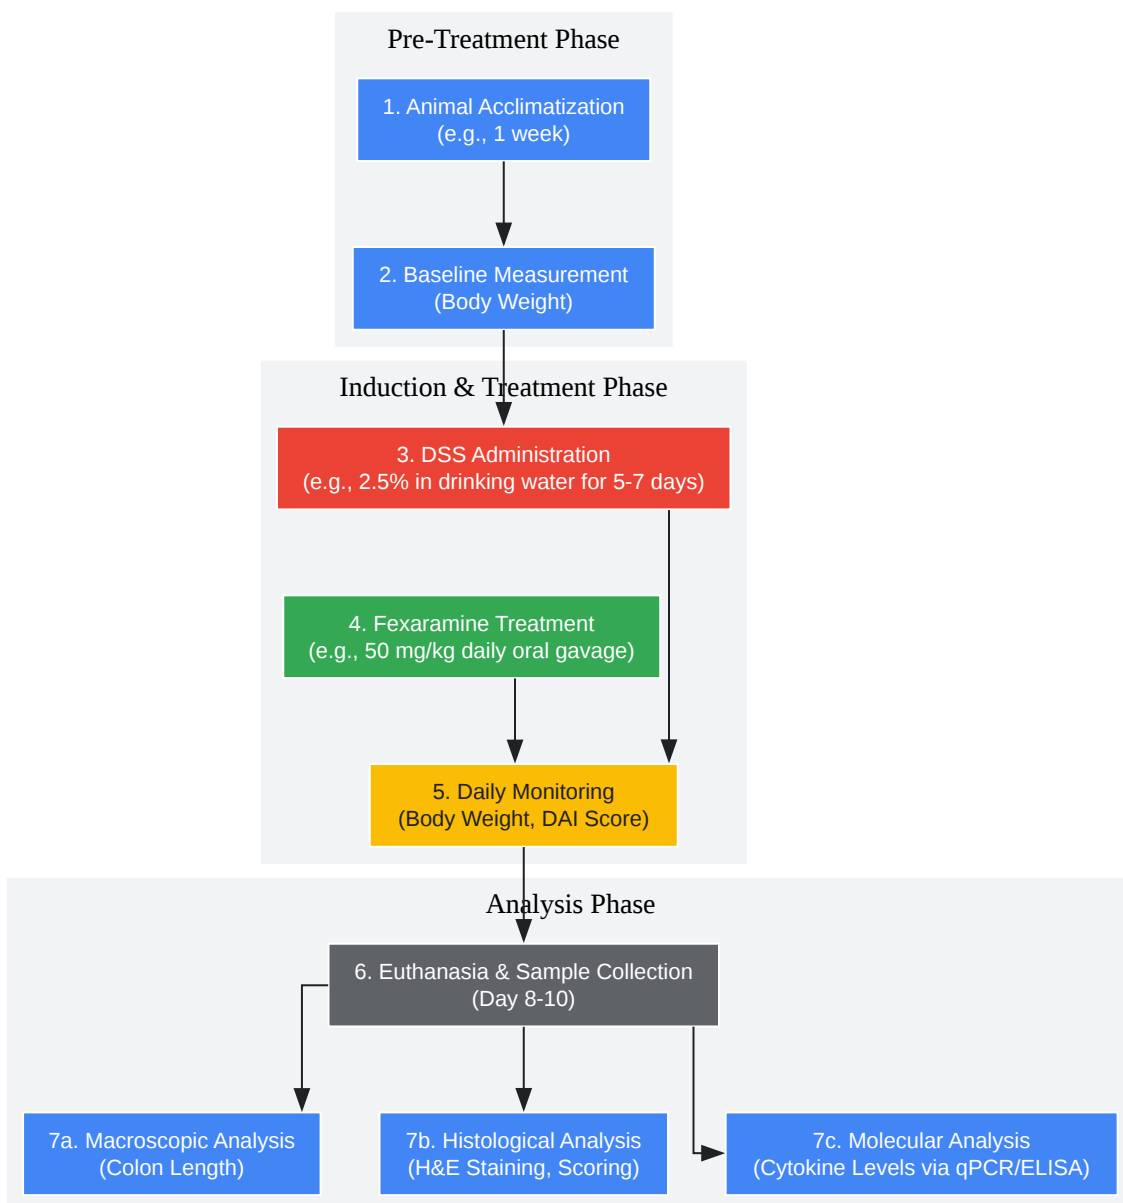 Pre-Treatment Phase
1. Animal Acclimatization
(e.g., 1 week)
2. Baseline Measurement
(Body Weight)
Induction & Treatment Phase
3. DSS Administration
(e.g., 2.5% in drinking water for 5-7 days)
4. Fexaramine Treatment
(e.g., 50 mg/kg daily oral gavage)
5. Daily Monitoring
(Body Weight, DAI Score)
Analysis Phase
6. Euthanasia & Sample Collection
(Day 8-10)
7a. Macroscopic Analysis
(Colon Length)
7b. Histological Analysis
(H&E Staining, Scoring)
7c. Molecular Analysis
(Cytokine Levels via qPCR/ELISA)